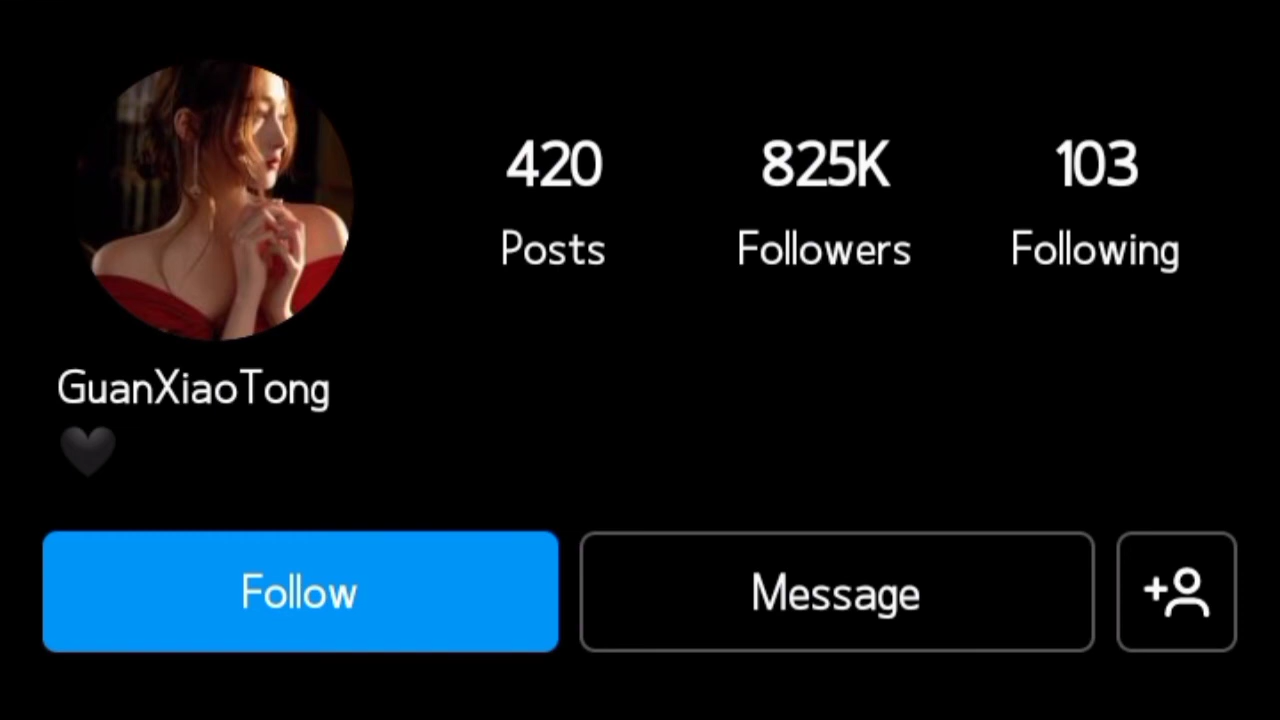 420 825K 103
Posts Followers Following
GuanXiaoTong
🖤
Follow Message